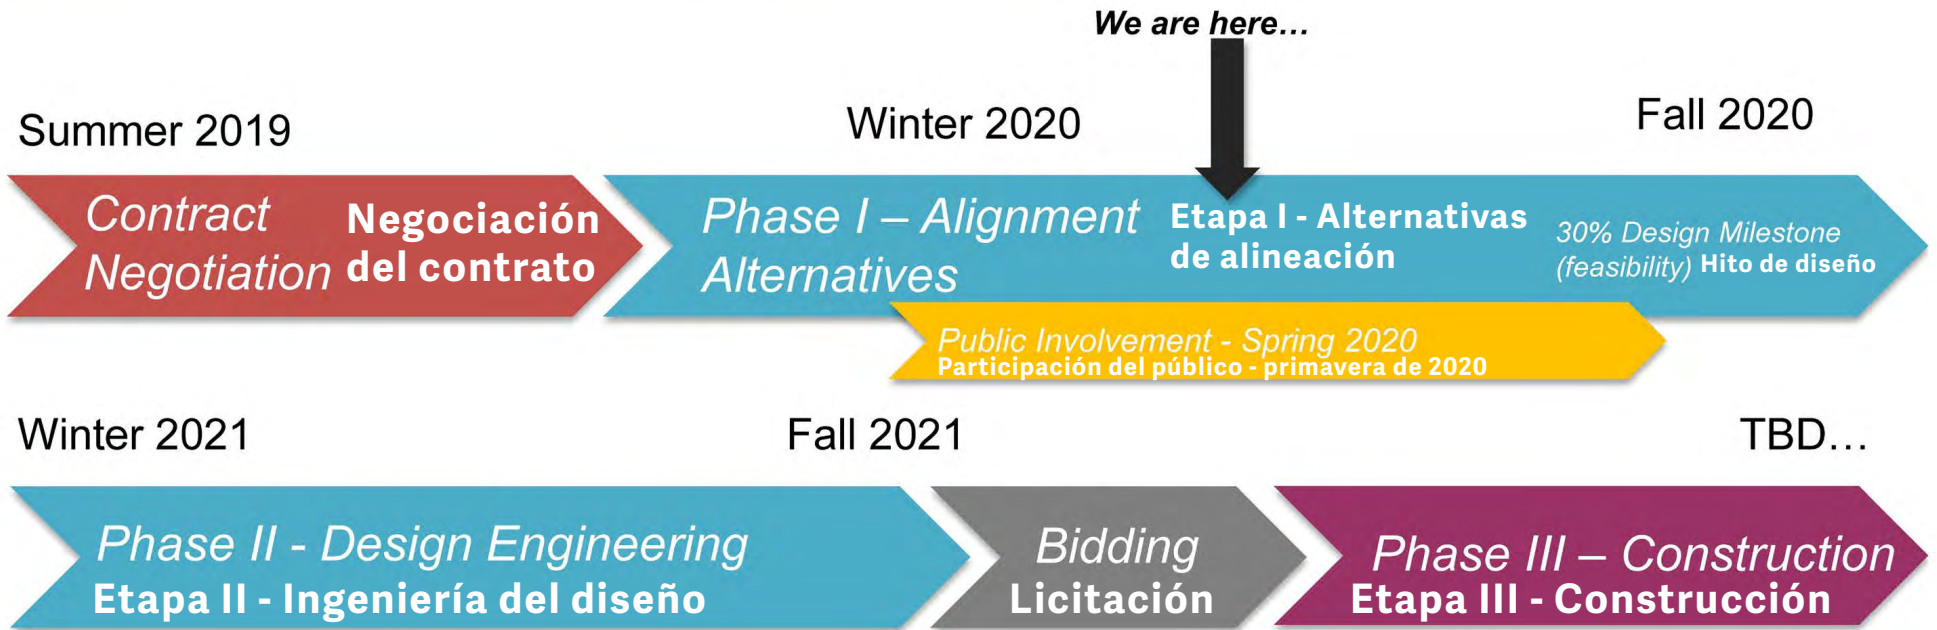 We are here...
Summer 2019
Winter 2020
Fall 2020
Contract
Negotiation
Negociación
del contrato
Phase I – Alignment
Alternatives
Etapa I - Alternativas
de alineación
30% Design Milestone
(feasibility) Hito de diseño
Public Involvement - Spring 2020
Participación del público - primavera de 2020
Winter 2021
Fall 2021
TBD...
Phase II - Design Engineering
Etapa II - Ingeniería del diseño
Bidding
Licitación
Phase III – Construction
Etapa III - Construcción